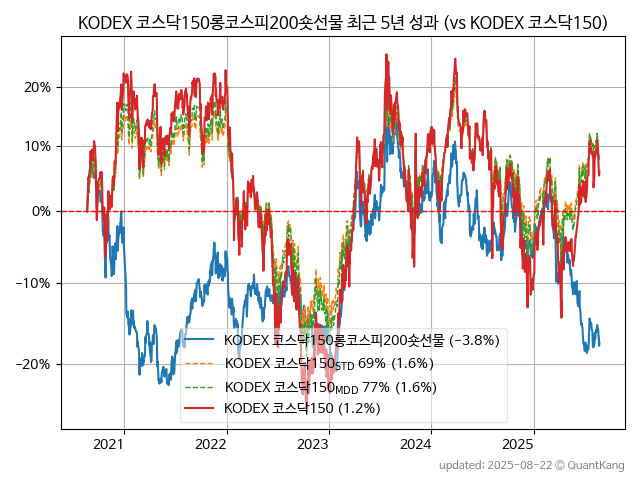 KODEX 코스닥150롱코스피200숏선물 최근 5년 성과 (vs KODEX 코스닥150)
20%
10%
0%
−10%
−20%
KODEX 코스닥150롱코스피200숏선물 (−3.8%)
KODEX 코스닥150STD 69% (1.6%)
KODEX 코스닥150MDD 77% (1.6%)
KODEX 코스닥150 (1.2%)
2021 2022 2023 2024 2025
updated: 2025-08-22 © QuantKang